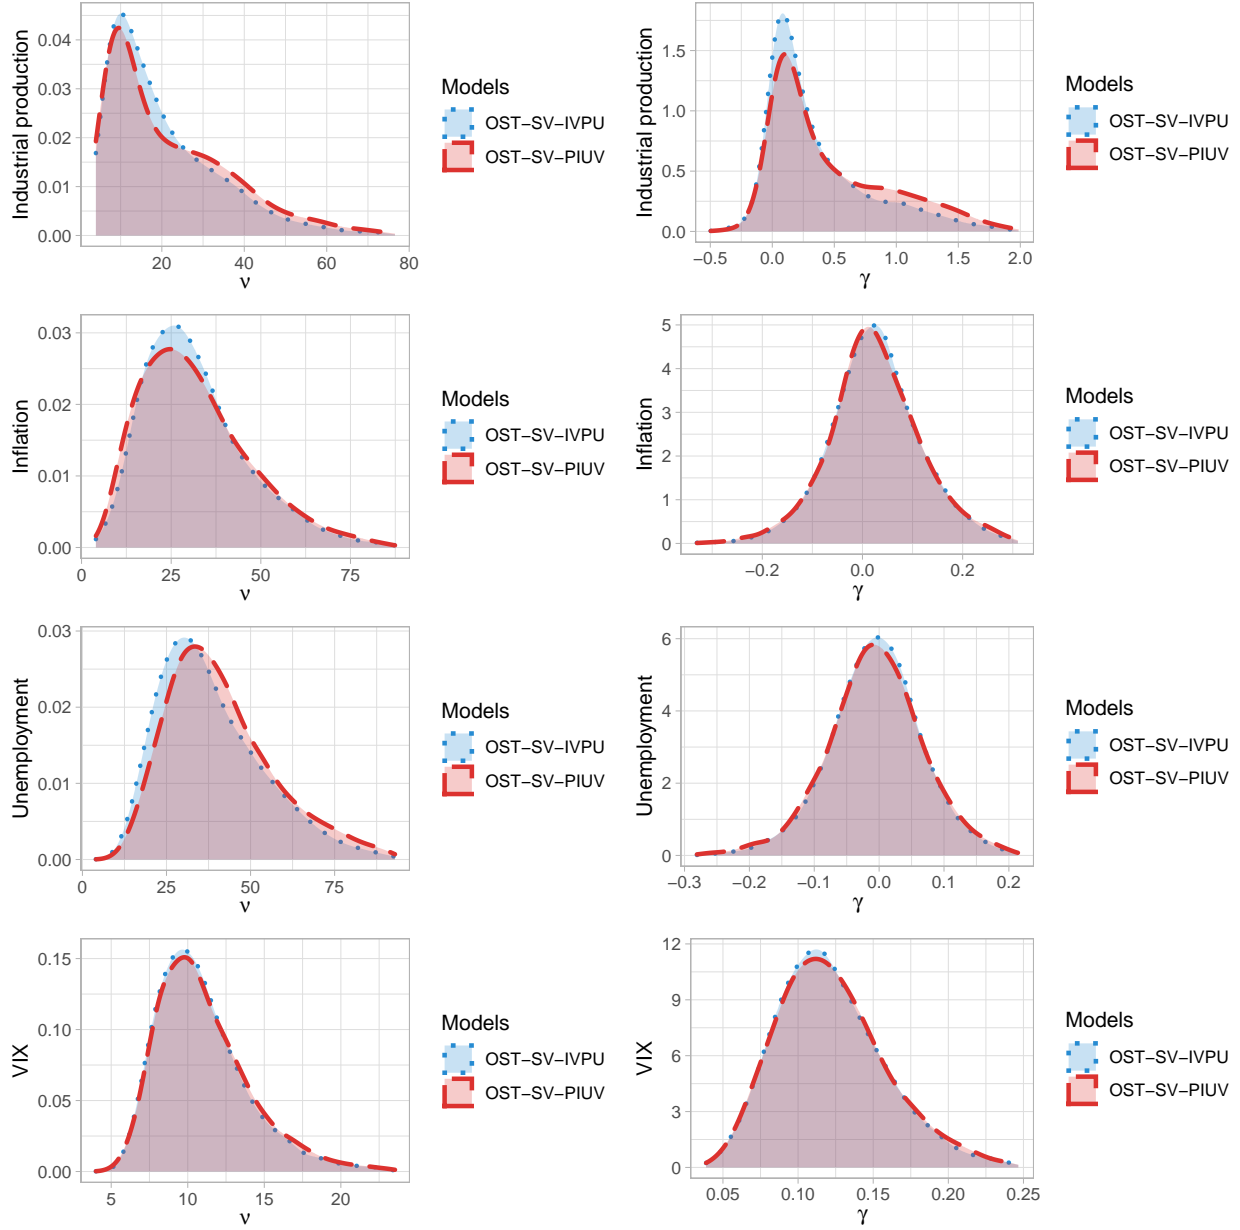 Industrial production
0.04
0.03
0.02
0.01
0.00
20
40
60
80
ν
Models
OST−SV−IVPU
OST−SV−PIUV
Industrial production
1.5
1.0
0.5
0.0
−0.5
0.0
0.5
1.0
1.5
2.0
γ
Models
OST−SV−IVPU
OST−SV−PIUV
Inflation
0.03
0.02
0.01
0.00
0
25
50
75
ν
Models
OST−SV−IVPU
OST−SV−PIUV
Inflation
5
4
3
2
1
0
−0.2
0.0
0.2
γ
Models
OST−SV−IVPU
OST−SV−PIUV
Unemployment
0.03
0.02
0.01
0.00
0
25
50
75
ν
Models
OST−SV−IVPU
OST−SV−PIUV
Unemployment
6
4
2
0
−0.3
−0.2
−0.1
0.0
0.1
0.2
γ
Models
OST−SV−IVPU
OST−SV−PIUV
VIX
0.15
0.10
0.05
0.00
5
10
15
20
ν
Models
OST−SV−IVPU
OST−SV−PIUV
VIX
12
9
6
3
0
0.05
0.10
0.15
0.20
0.25
γ
Models
OST−SV−IVPU
OST−SV−PIUV